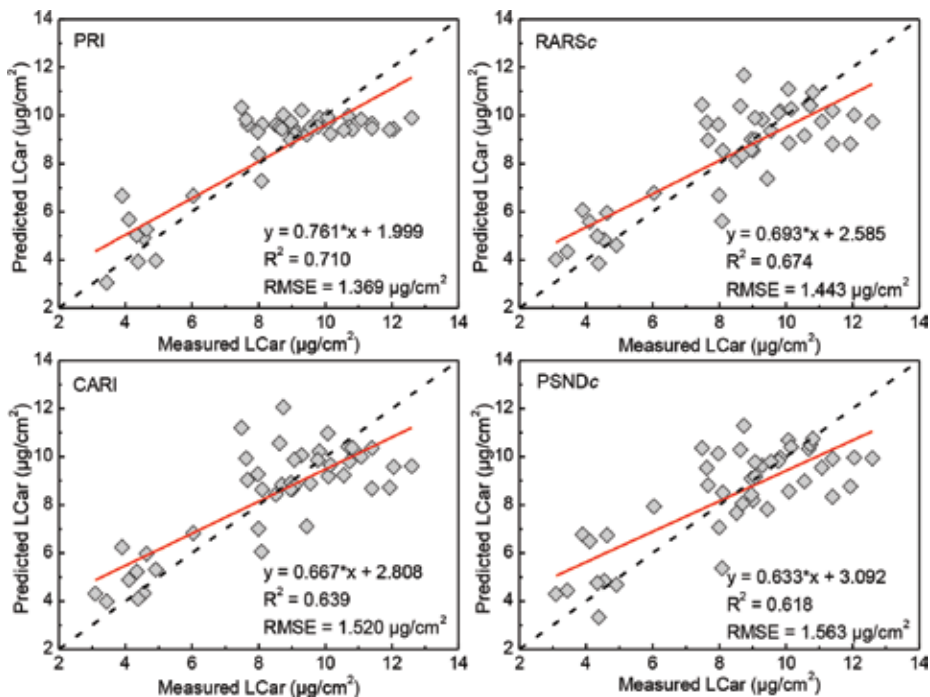 PRI
Predicted LCar (µg/cm²)
14
12
10
8
6
4
2
y = 0.761*x + 1.999
R² = 0.710
RMSE = 1.369 µg/cm²
2 4 6 8 10 12 14
Measured LCar (µg/cm²)
RARSc
Predicted LCar (µg/cm²)
14
12
10
8
6
4
2
y = 0.693*x + 2.585
R² = 0.674
RMSE = 1.443 µg/cm²
2 4 6 8 10 12 14
Measured LCar (µg/cm²)
CARI
Predicted LCar (µg/cm²)
14
12
10
8
6
4
2
y = 0.667*x + 2.808
R² = 0.639
RMSE = 1.520 µg/cm²
2 4 6 8 10 12 14
Measured LCar (µg/cm²)
PSNDc
Predicted LCar (µg/cm²)
14
12
10
8
6
4
2
y = 0.633*x + 3.092
R² = 0.618
RMSE = 1.563 µg/cm²
2 4 6 8 10 12 14
Measured LCar (µg/cm²)